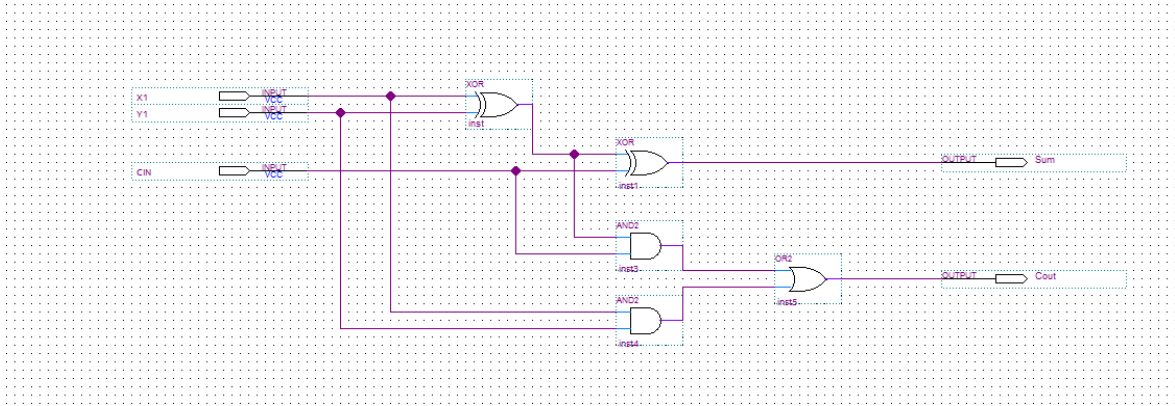 XOR
X1 INPUT
VCC
Y1 INPUT
VCC
inst
XOR
CIN INPUT
VCC
OUTPUT Sum
inst1
AND2
inst3
OR2
OUTPUT Cout
inst5
AND2
inst4